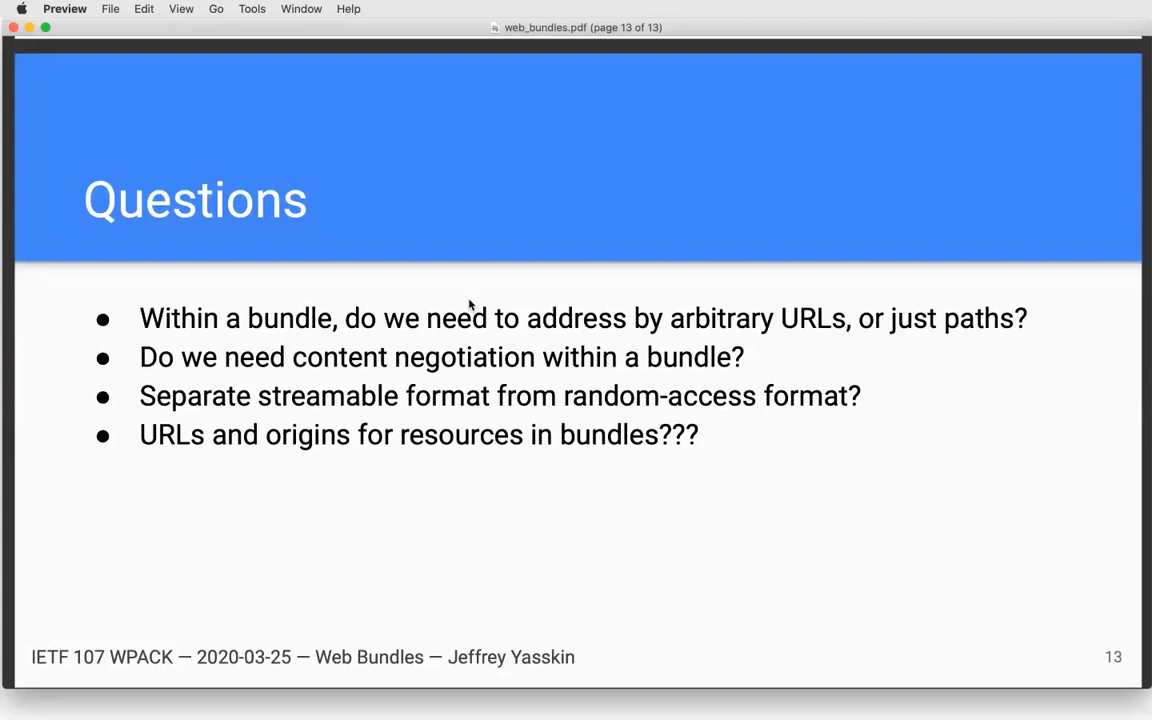 Preview File Edit View Go Tools Window Help
web_bundles.pdf (page 13 of 13)
Questions
● Within a bundle, do we need to address by arbitrary URLs, or just paths?
● Do we need content negotiation within a bundle?
● Separate streamable format from random-access format?
● URLs and origins for resources in bundles???
IETF 107 WPACK — 2020-03-25 — Web Bundles — Jeffrey Yasskin 13